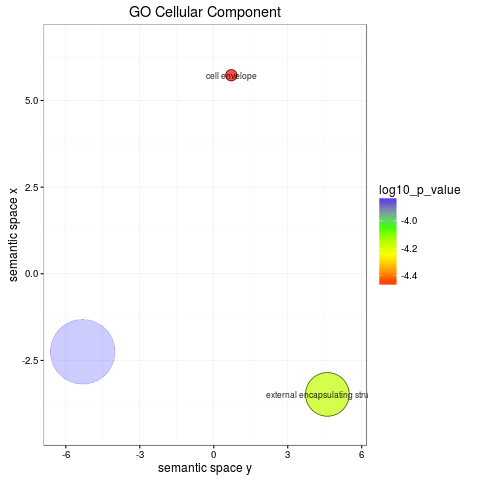 GO Cellular Component
cell envelope
5.0
2.5
0.0
-2.5
semantic space x
external encapsulating stru
-6
-3
0
3
6
semantic space y
log10_p_value
-4.0
-4.2
-4.4